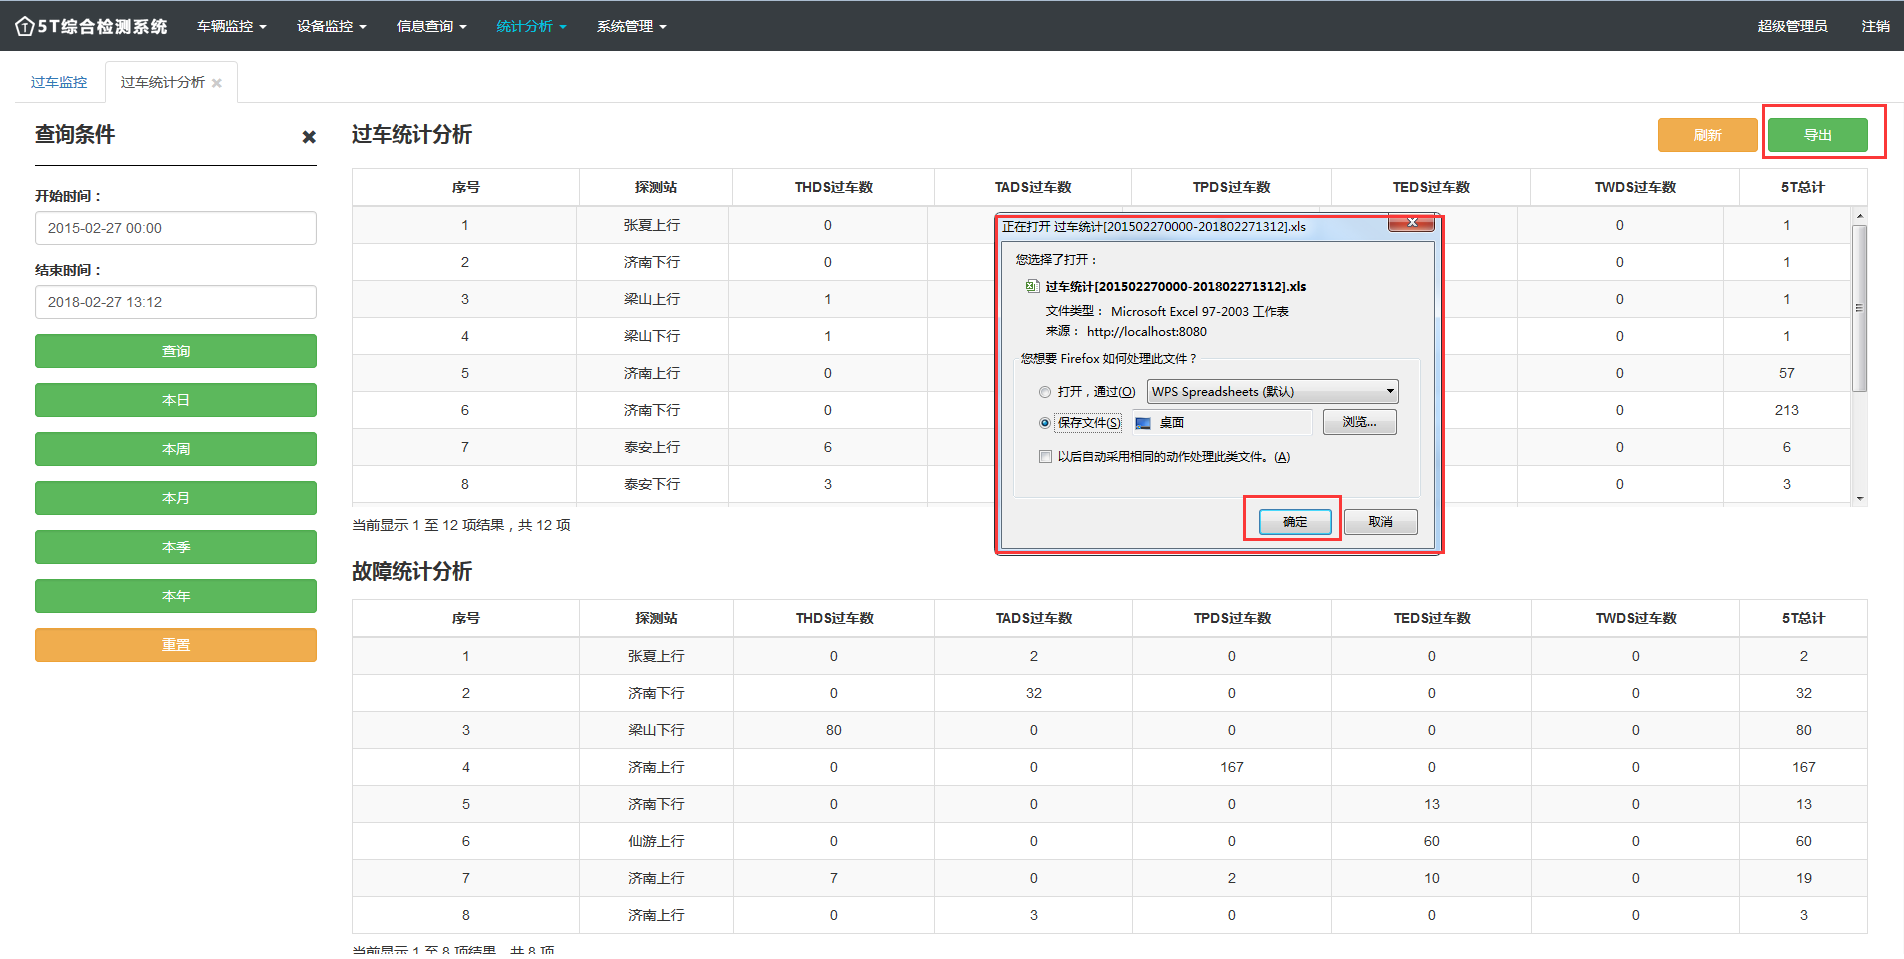 5T综合检测系统 车辆监控 设备监控 信息查询 统计分析 系统管理 超级管理员 注销
过车监控 过车统计分析
查询条件
开始时间：
2015-02-27 00:00
结束时间：
2018-02-27 13:12
查询
本日
本周
本月
本季
本年
重置
过车统计分析 刷新 导出
序号 探测站 THDS过车数 TADS过车数 TPDS过车数 TEDS过车数 TWDS过车数 5T总计
1 张夏上行 0 0 1
2 济南下行 0 0 1
3 梁山上行 1 0 1
4 梁山下行 1 0 1
5 济南上行 0 0 57
6 济南下行 0 0 213
7 泰安上行 6 0 6
8 泰安下行 3 0 3
当前显示 1 至 12 项结果，共 12 项
正在打开 过车统计[201502270000-201802271312].xls
您选择了打开：
过车统计[201502270000-201802271312].xls
文件类型： Microsoft Excel 97-2003 工作表
来源： http://localhost:8080
您想要 Firefox 如何处理此文件？
打开，通过(O) WPS Spreadsheets (默认)
保存文件(S) 桌面 浏览...
以后自动采用相同的动作处理此类文件。(A)
确定 取消
故障统计分析
序号 探测站 THDS过车数 TADS过车数 TPDS过车数 TEDS过车数 TWDS过车数 5T总计
1 张夏上行 0 2 0 0 0 2
2 济南下行 0 32 0 0 0 32
3 梁山下行 80 0 0 0 0 80
4 济南上行 0 0 167 0 0 167
5 济南下行 0 0 0 13 0 13
6 仙游上行 0 0 0 60 0 60
7 济南上行 7 0 2 10 0 19
8 济南上行 0 3 0 0 0 3
当前显示 1 至 8 项结果，共 8 项